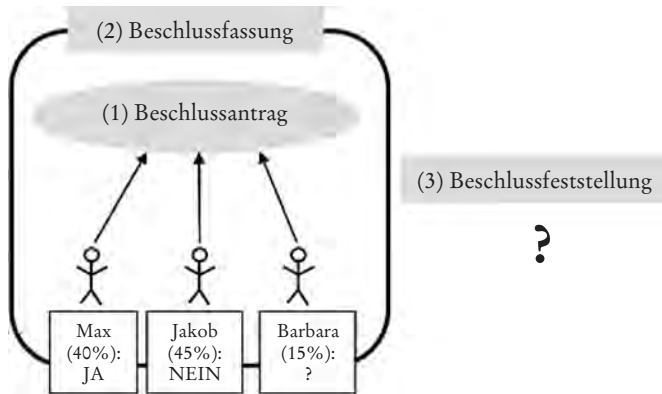 (2) Beschlussfassung
(1) Beschlussantrag
(3) Beschlussfeststellung
?
Max
(40%):
JA
Jakob
(45%):
NEIN
Barbara
(15%):
?